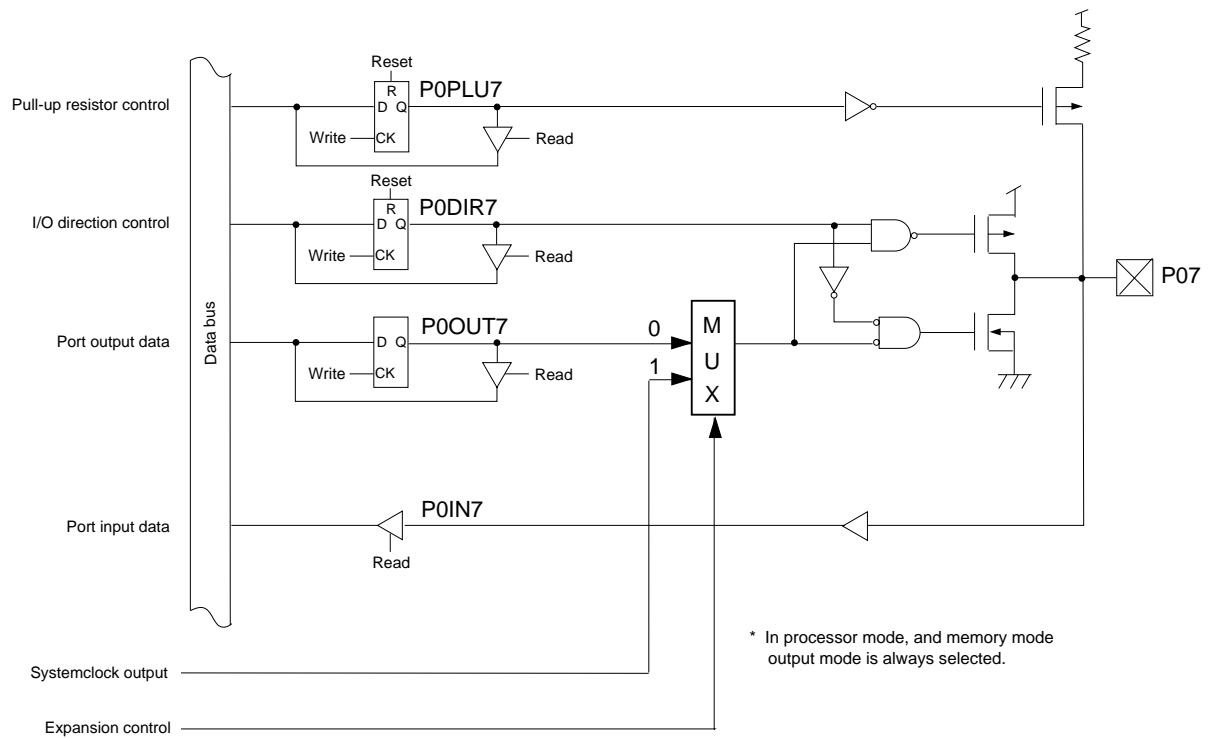 Reset
Pull-up resistor control
R
D Q
P0PLU7
Write
CK
Read
Reset
I/O direction control
R
D Q
P0DIR7
Write
CK
Read
Data bus
Port output data
D Q
P0OUT7
Write
CK
Read
0
1
M
U
X
P07
Port input data
P0IN7
Read
* In processor mode, and memory mode
output mode is always selected.
Systemclock output
Expansion control